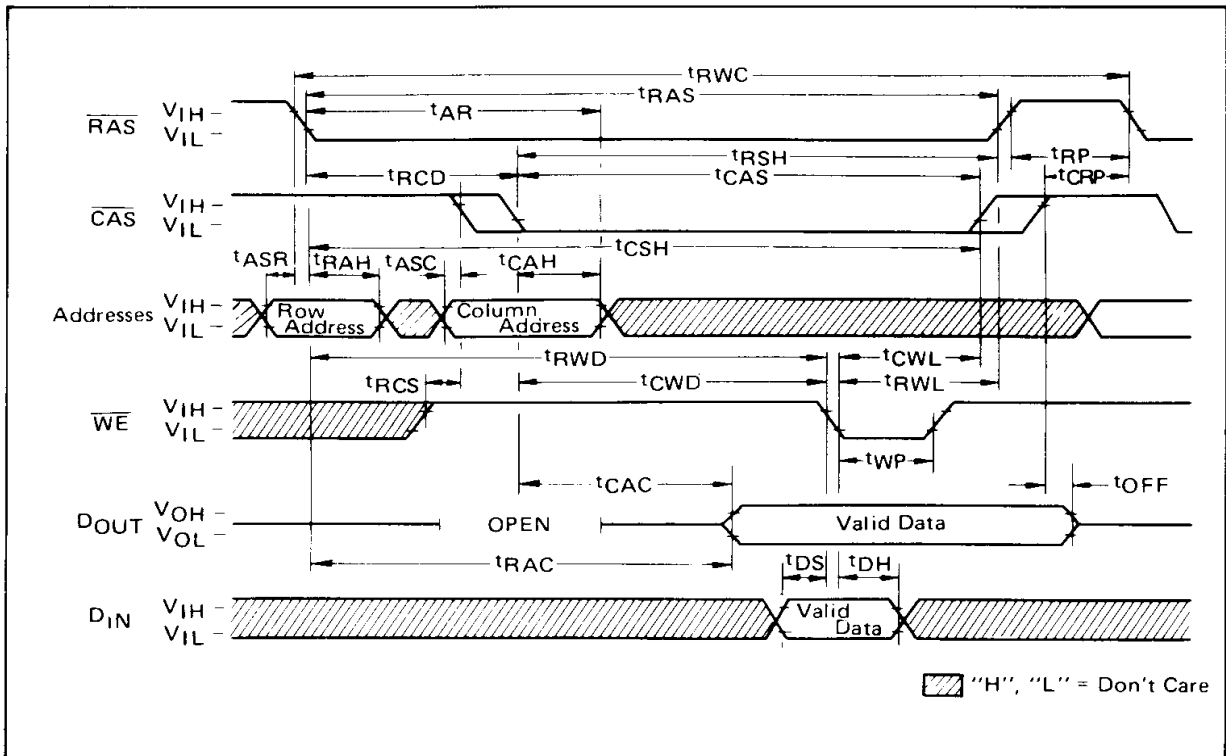 tRWC
tRAS
tAR
RAS VIH
VIL
tRSH
tRP
tRCD
tCAS
tCRP
CAS VIH
VIL
tCSH
tASR tRAH tASC tCAH
Addresses VIH
VIL
Row Address
Column Address
tRWD
tCWL
tRCS
tCWD
tRWL
WE VIH
VIL
tWP
tCAC
tOFF
DOUT VOH
VOL
OPEN
Valid Data
tRAC
tDS tDH
DIN VIH
VIL
Valid Data
"H", "L" = Don't Care